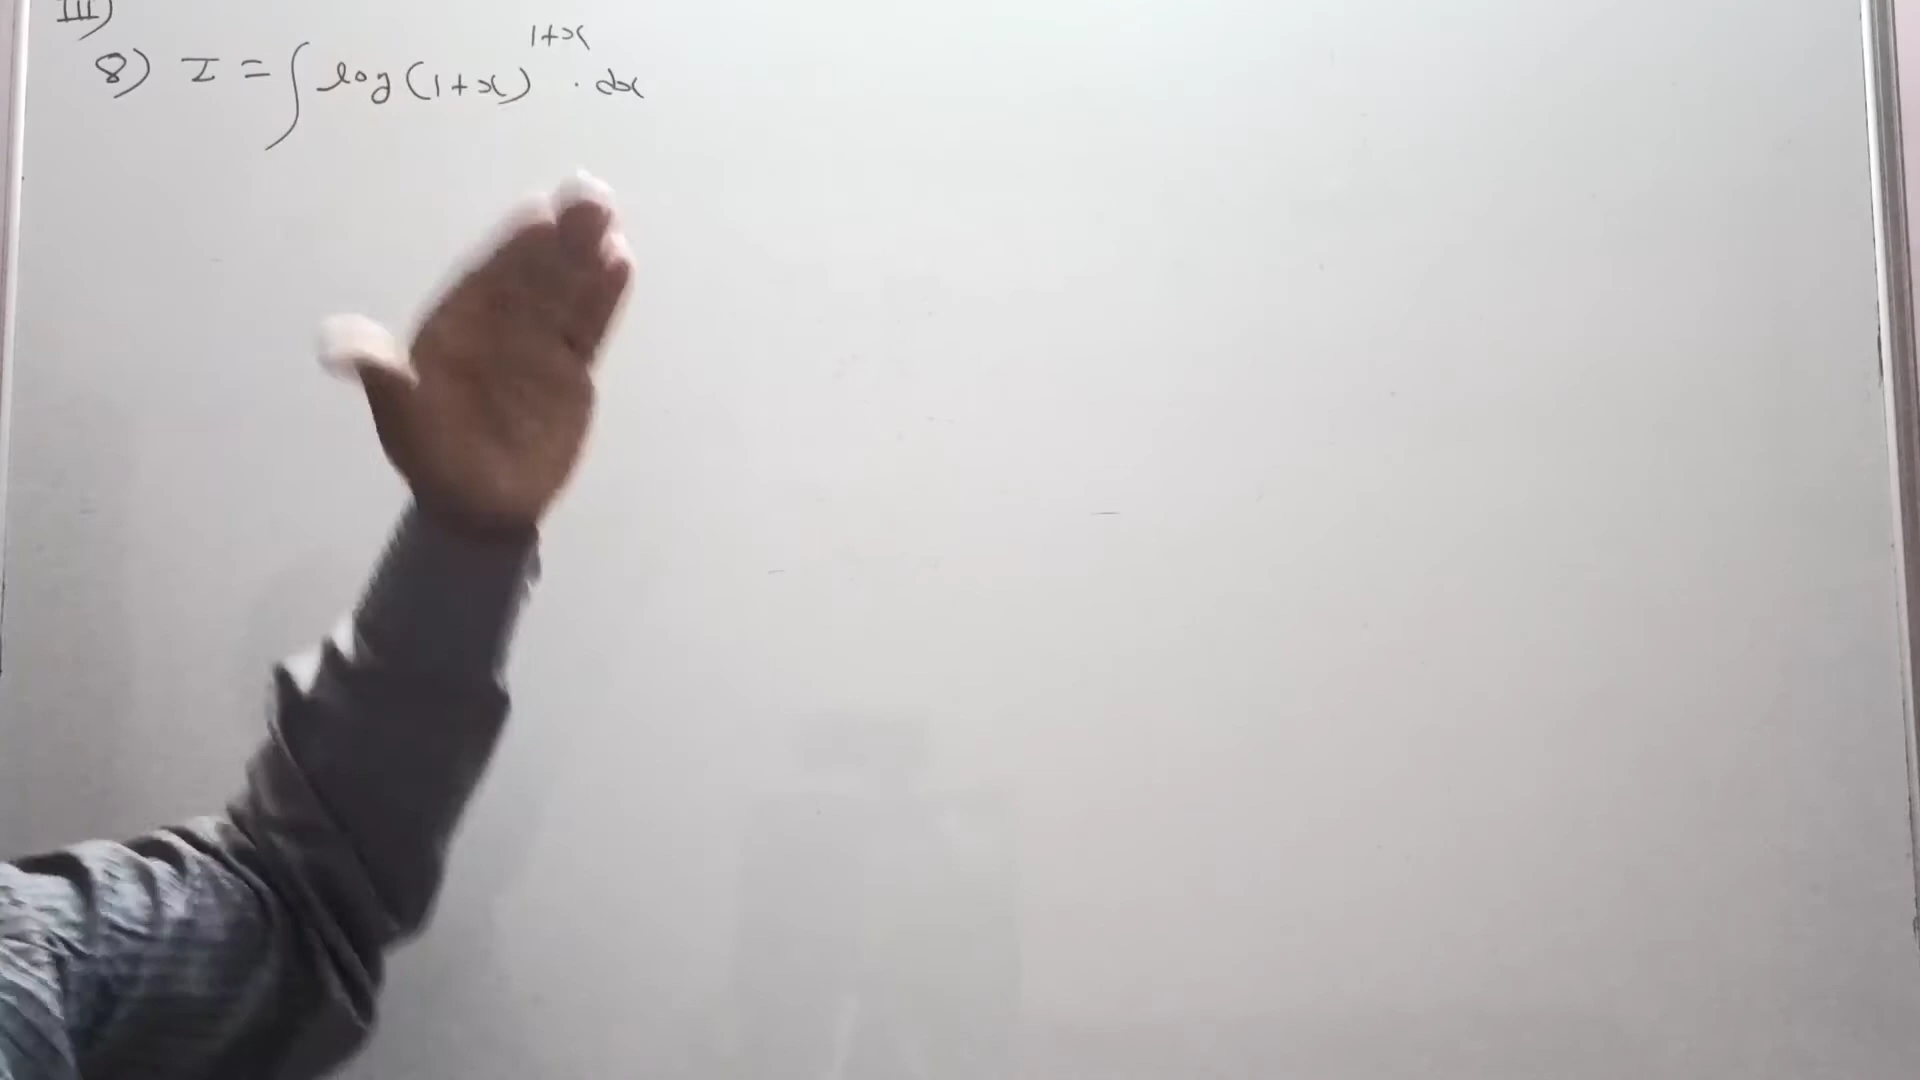 III)
8) I = ∫ log (1+x)^{1+x} . dx